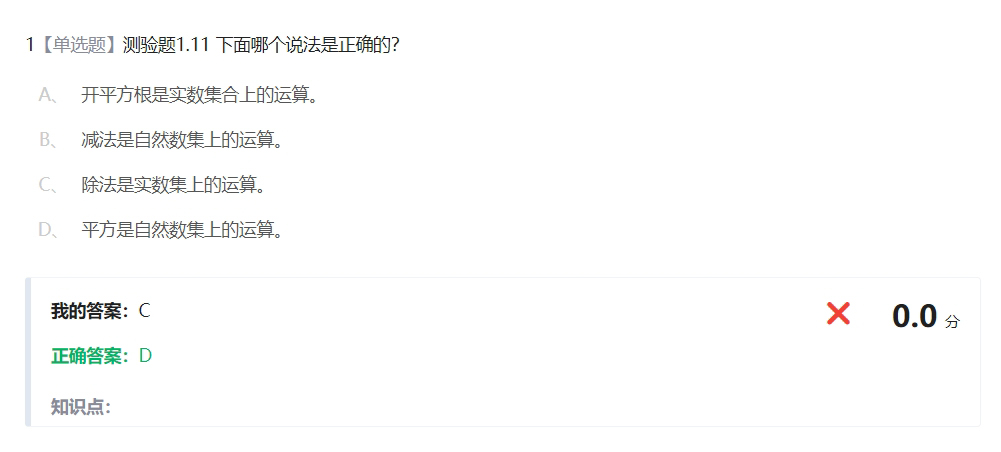 1【单选题】测验题1.11 下面哪个说法是正确的?
A、 开平方根是实数集合上的运算。
B、 减法是自然数集上的运算。
C、 除法是实数集上的运算。
D、 平方是自然数集上的运算。
我的答案：C
0.0 分
正确答案：D
知识点：